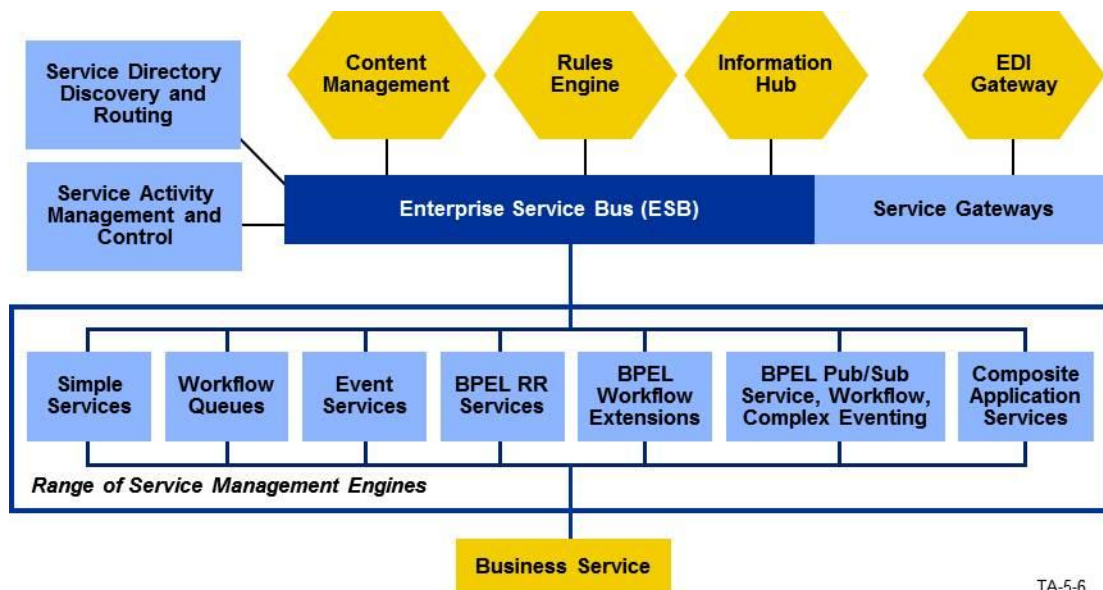 Service Directory
Discovery and
Routing
Content
Management
Rules
Engine
Information
Hub
EDI
Gateway
Service Activity
Management and
Control
Enterprise Service Bus (ESB)
Service Gateways
Simple
Services
Workflow
Queues
Event
Services
BPEL RR
Services
BPEL
Workflow
Extensions
BPEL Pub/Sub
Service, Workflow,
Complex Eventing
Composite
Application
Services
Range of Service Management Engines
Business Service
TA-5-6